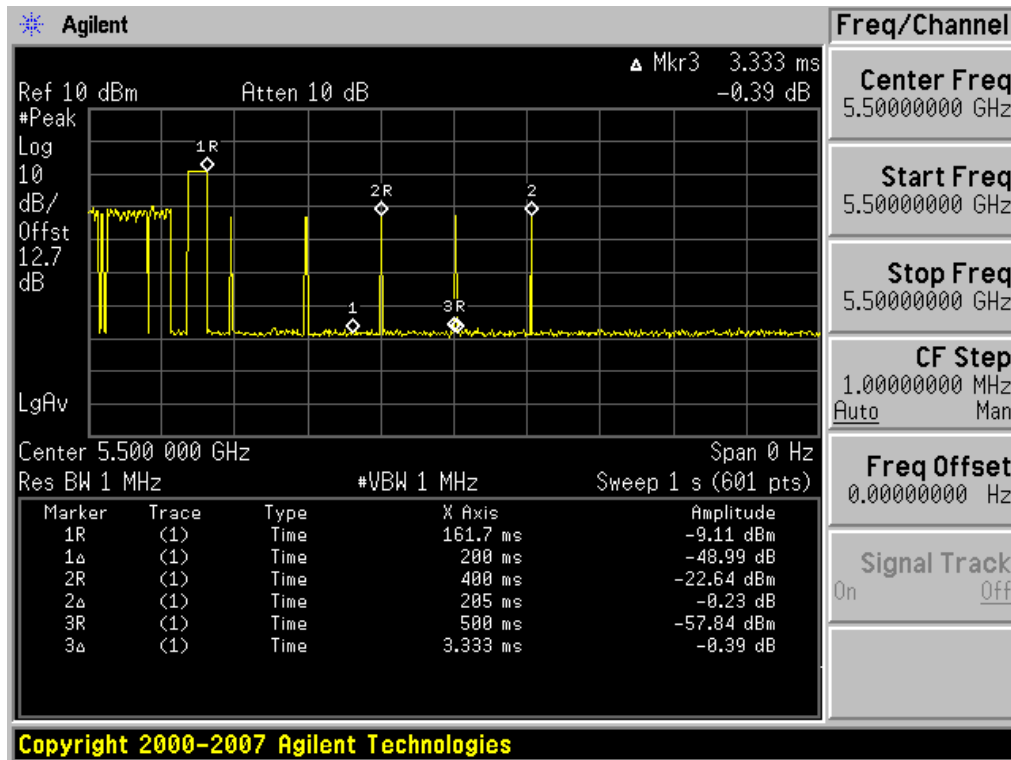 Agilent
Freq/Channel
Δ Mkr3 3.333 ms
Ref 10 dBm Atten 10 dB -0.39 dB
#Peak
Log
10
dB/
Offst
12.7
dB
1R
2R
2
1
3R
LgAv
Center 5.500 000 GHz Span 0 Hz
Res BW 1 MHz #VBW 1 MHz Sweep 1 s (601 pts)
Marker Trace Type X Axis Amplitude
1R (1) Time 161.7 ms -9.11 dBm
1Δ (1) Time 200 ms -48.99 dB
2R (1) Time 400 ms -22.64 dBm
2Δ (1) Time 205 ms -0.23 dB
3R (1) Time 500 ms -57.84 dBm
3Δ (1) Time 3.333 ms -0.39 dB
Center Freq
5.50000000 GHz
Start Freq
5.50000000 GHz
Stop Freq
5.50000000 GHz
CF Step
1.00000000 MHz
Auto Man
Freq Offset
0.00000000 Hz
Signal Track
On Off
Copyright 2000-2007 Agilent Technologies